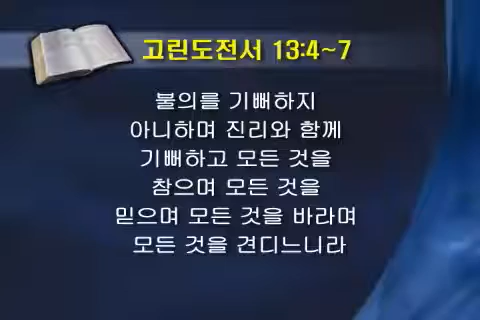 고린도전서 13:4~7
불의를 기뻐하지
아니하며 진리와 함께
기뻐하고 모든 것을
참으며 모든 것을
믿으며 모든 것을 바라며
모든 것을 견디느니라